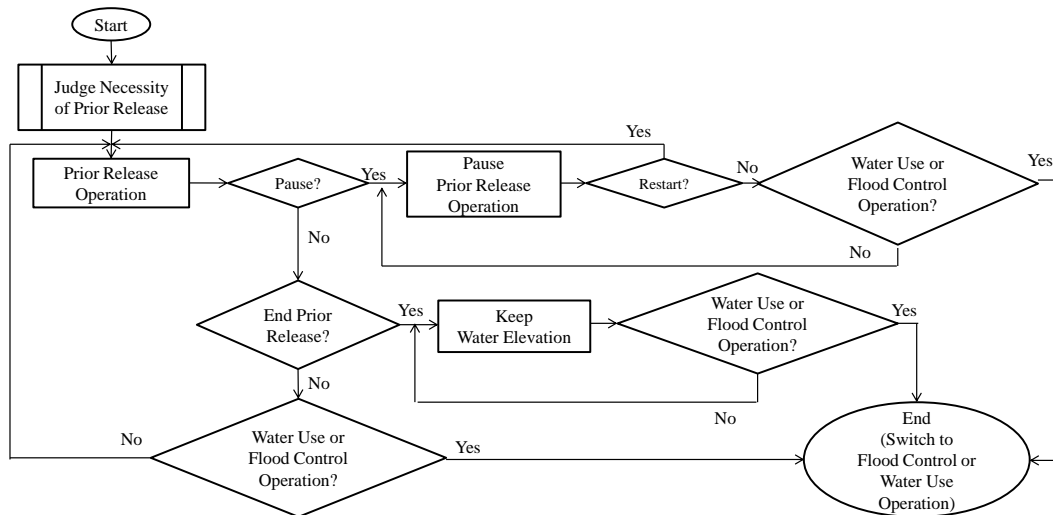 Start
Judge Necessity
of Prior Release
Yes
Prior Release
Operation
Pause?
Yes
Pause
Prior Release
Operation
Restart?
No
Water Use or
Flood Control
Operation?
Yes
No
No
End Prior
Release?
Yes
Keep
Water Elevation
Water Use or
Flood Control
Operation?
Yes
No
No
No
Water Use or
Flood Control
Operation?
Yes
End
(Switch to
Flood Control or
Water Use
Operation)